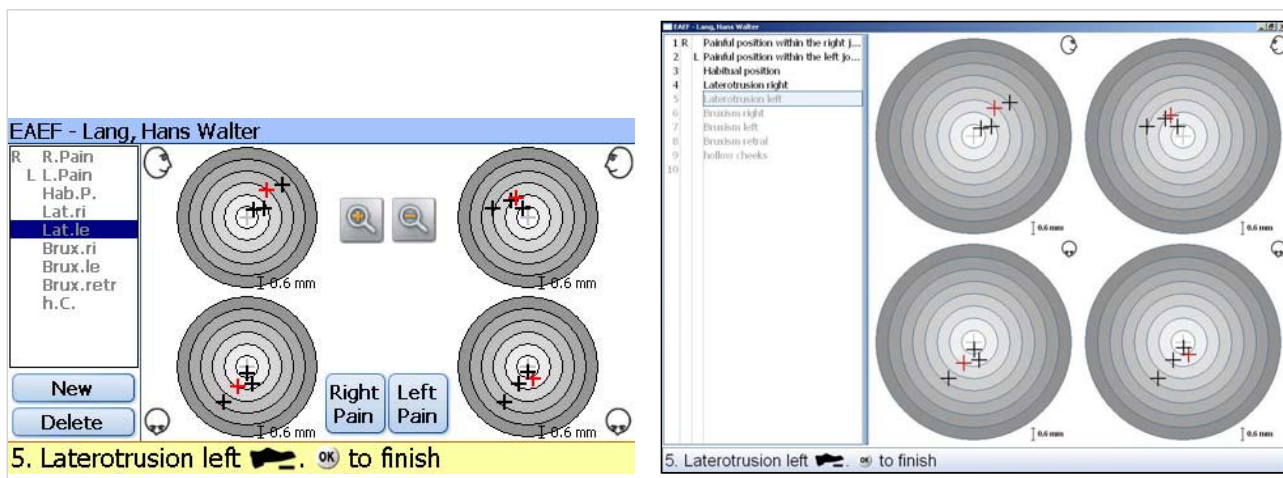 EAEF - Lang, Hans Walter
R R.Pain
L L.Pain
Hab.P.
Lat.ri
Lat.le
Brux.ri
Brux.le
Brux.retr
h.C.
New
Delete
0.6 mm
0.6 mm
Right Pain
Left Pain
0.6 mm
0.6 mm
5. Laterotrusion left . OK to finish
EAEF - Lang, Hans Walter
1 R Painful position within the right j...
2 L Painful position within the left jo...
3 Habitual position
4 Laterotrusion right
5 Laterotrusion left
6 Bruxism right
7 Bruxism left
8 Bruxism retral
9 hollow cheeks
10
0.6 mm
0.6 mm
0.6 mm
0.6 mm
5. Laterotrusion left . OK to finish